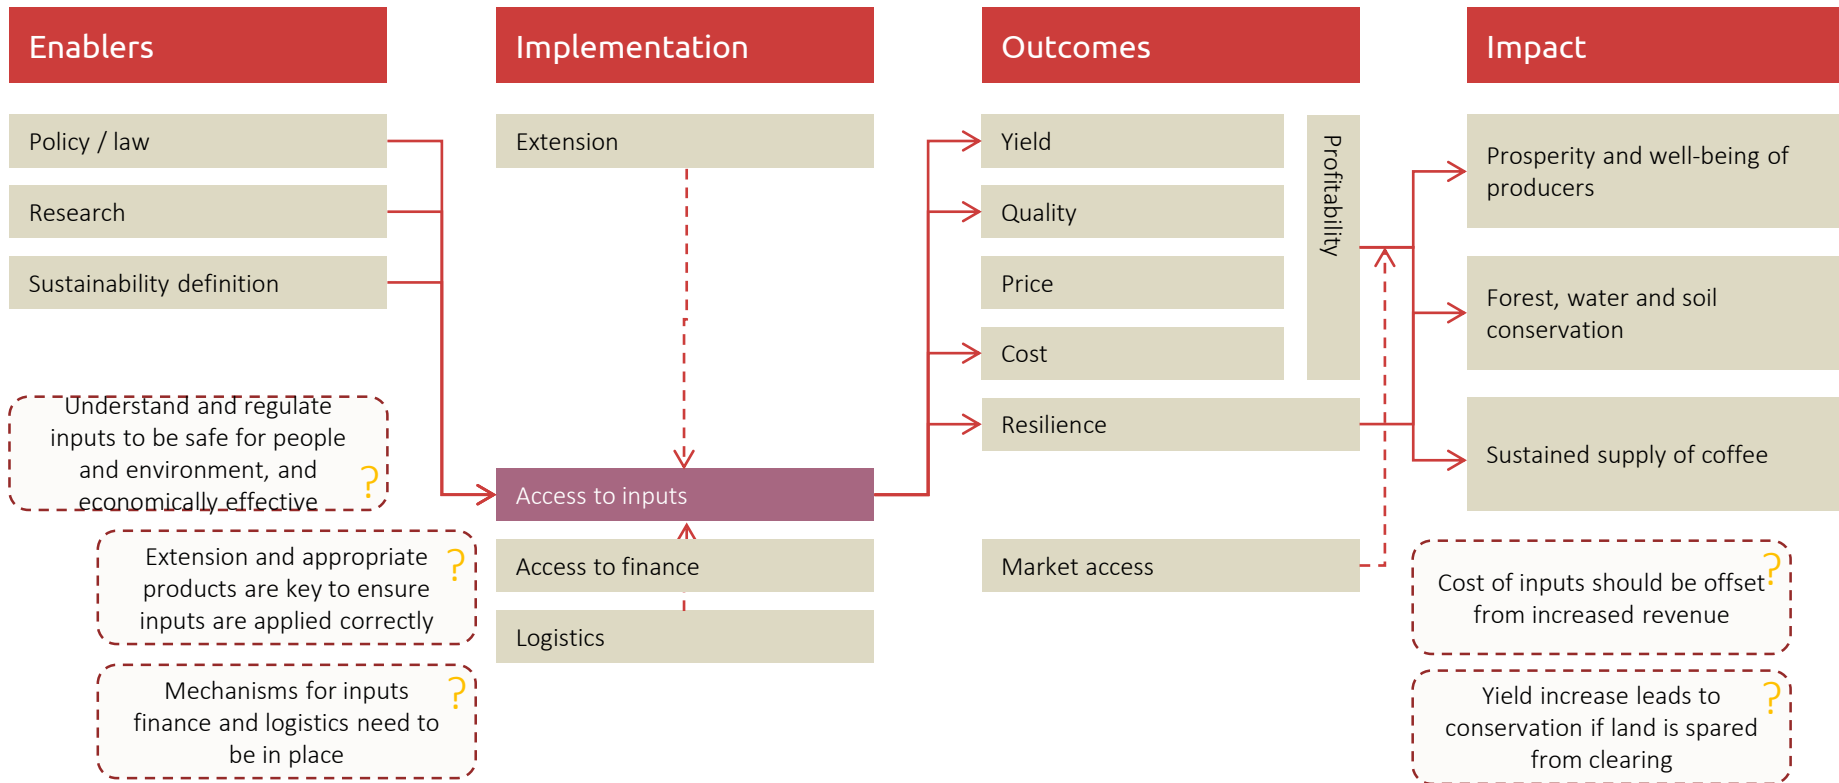 Enablers
Policy / law
Research
Sustainability definition
Understand and regulate
inputs to be safe for people
and environment, and
economically effective
?
Extension and appropriate
products are key to ensure
inputs are applied correctly
?
Mechanisms for inputs
finance and logistics need to
be in place
?
Implementation
Extension
Access to inputs
Access to finance
Logistics
Outcomes
Yield
Quality
Price
Cost
Profitability
Resilience
Market access
Impact
Prosperity and well-being of
producers
Forest, water and soil
conservation
Sustained supply of coffee
Cost of inputs should be offset
from increased revenue
?
Yield increase leads to
conservation if land is spared
from clearing
?